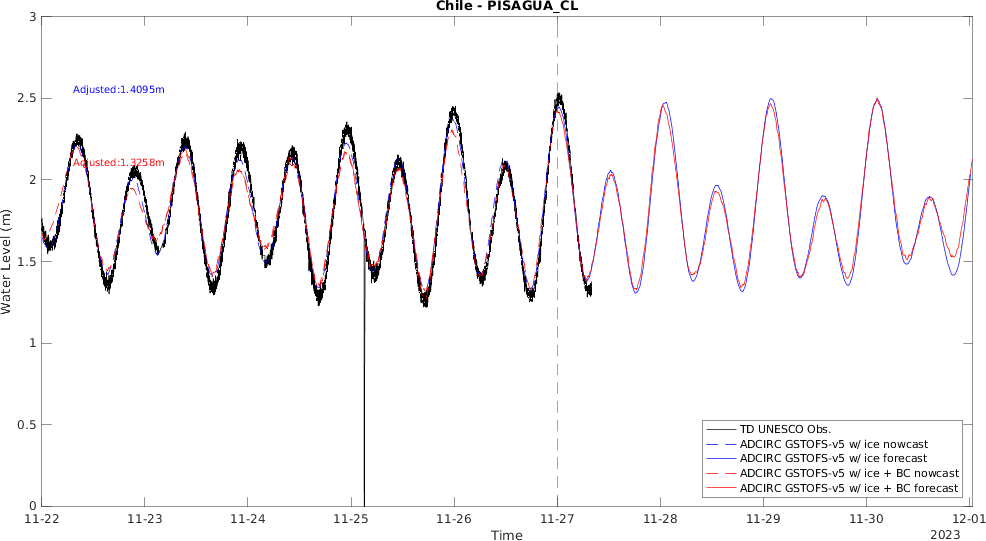 Chile - PISAGUA_CL
3
2.5
2
1.5
1
0.5
0
Water Level (m)
Adjusted:1.4095m
Adjusted:1.3258m
TD UNESCO Obs.
ADCIRC GSTOFS-v5 w/ ice nowcast
ADCIRC GSTOFS-v5 w/ ice forecast
ADCIRC GSTOFS-v5 w/ ice + BC nowcast
ADCIRC GSTOFS-v5 w/ ice + BC forecast
11-22 11-23 11-24 11-25 11-26 11-27 11-28 11-29 11-30 12-01
Time
2023